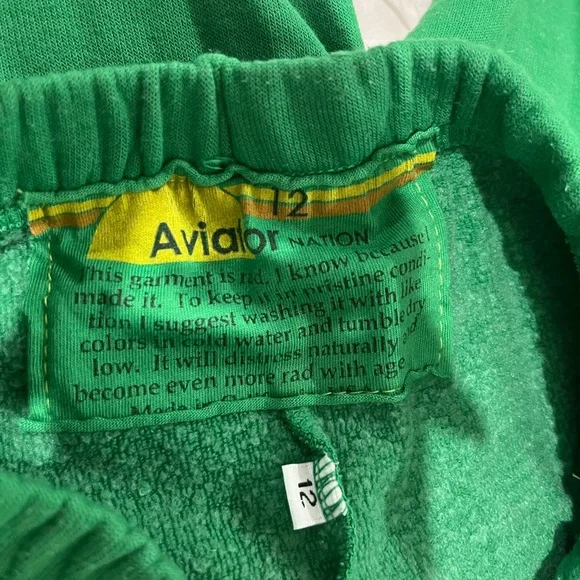 12
Aviator NATION
This garment is rad. I know because
made it. To keep it in pristine condi-
tion I suggest washing it with like
colors in cold water and tumble dry
low. It will distress naturally and
become even more rad with age
Made in
12